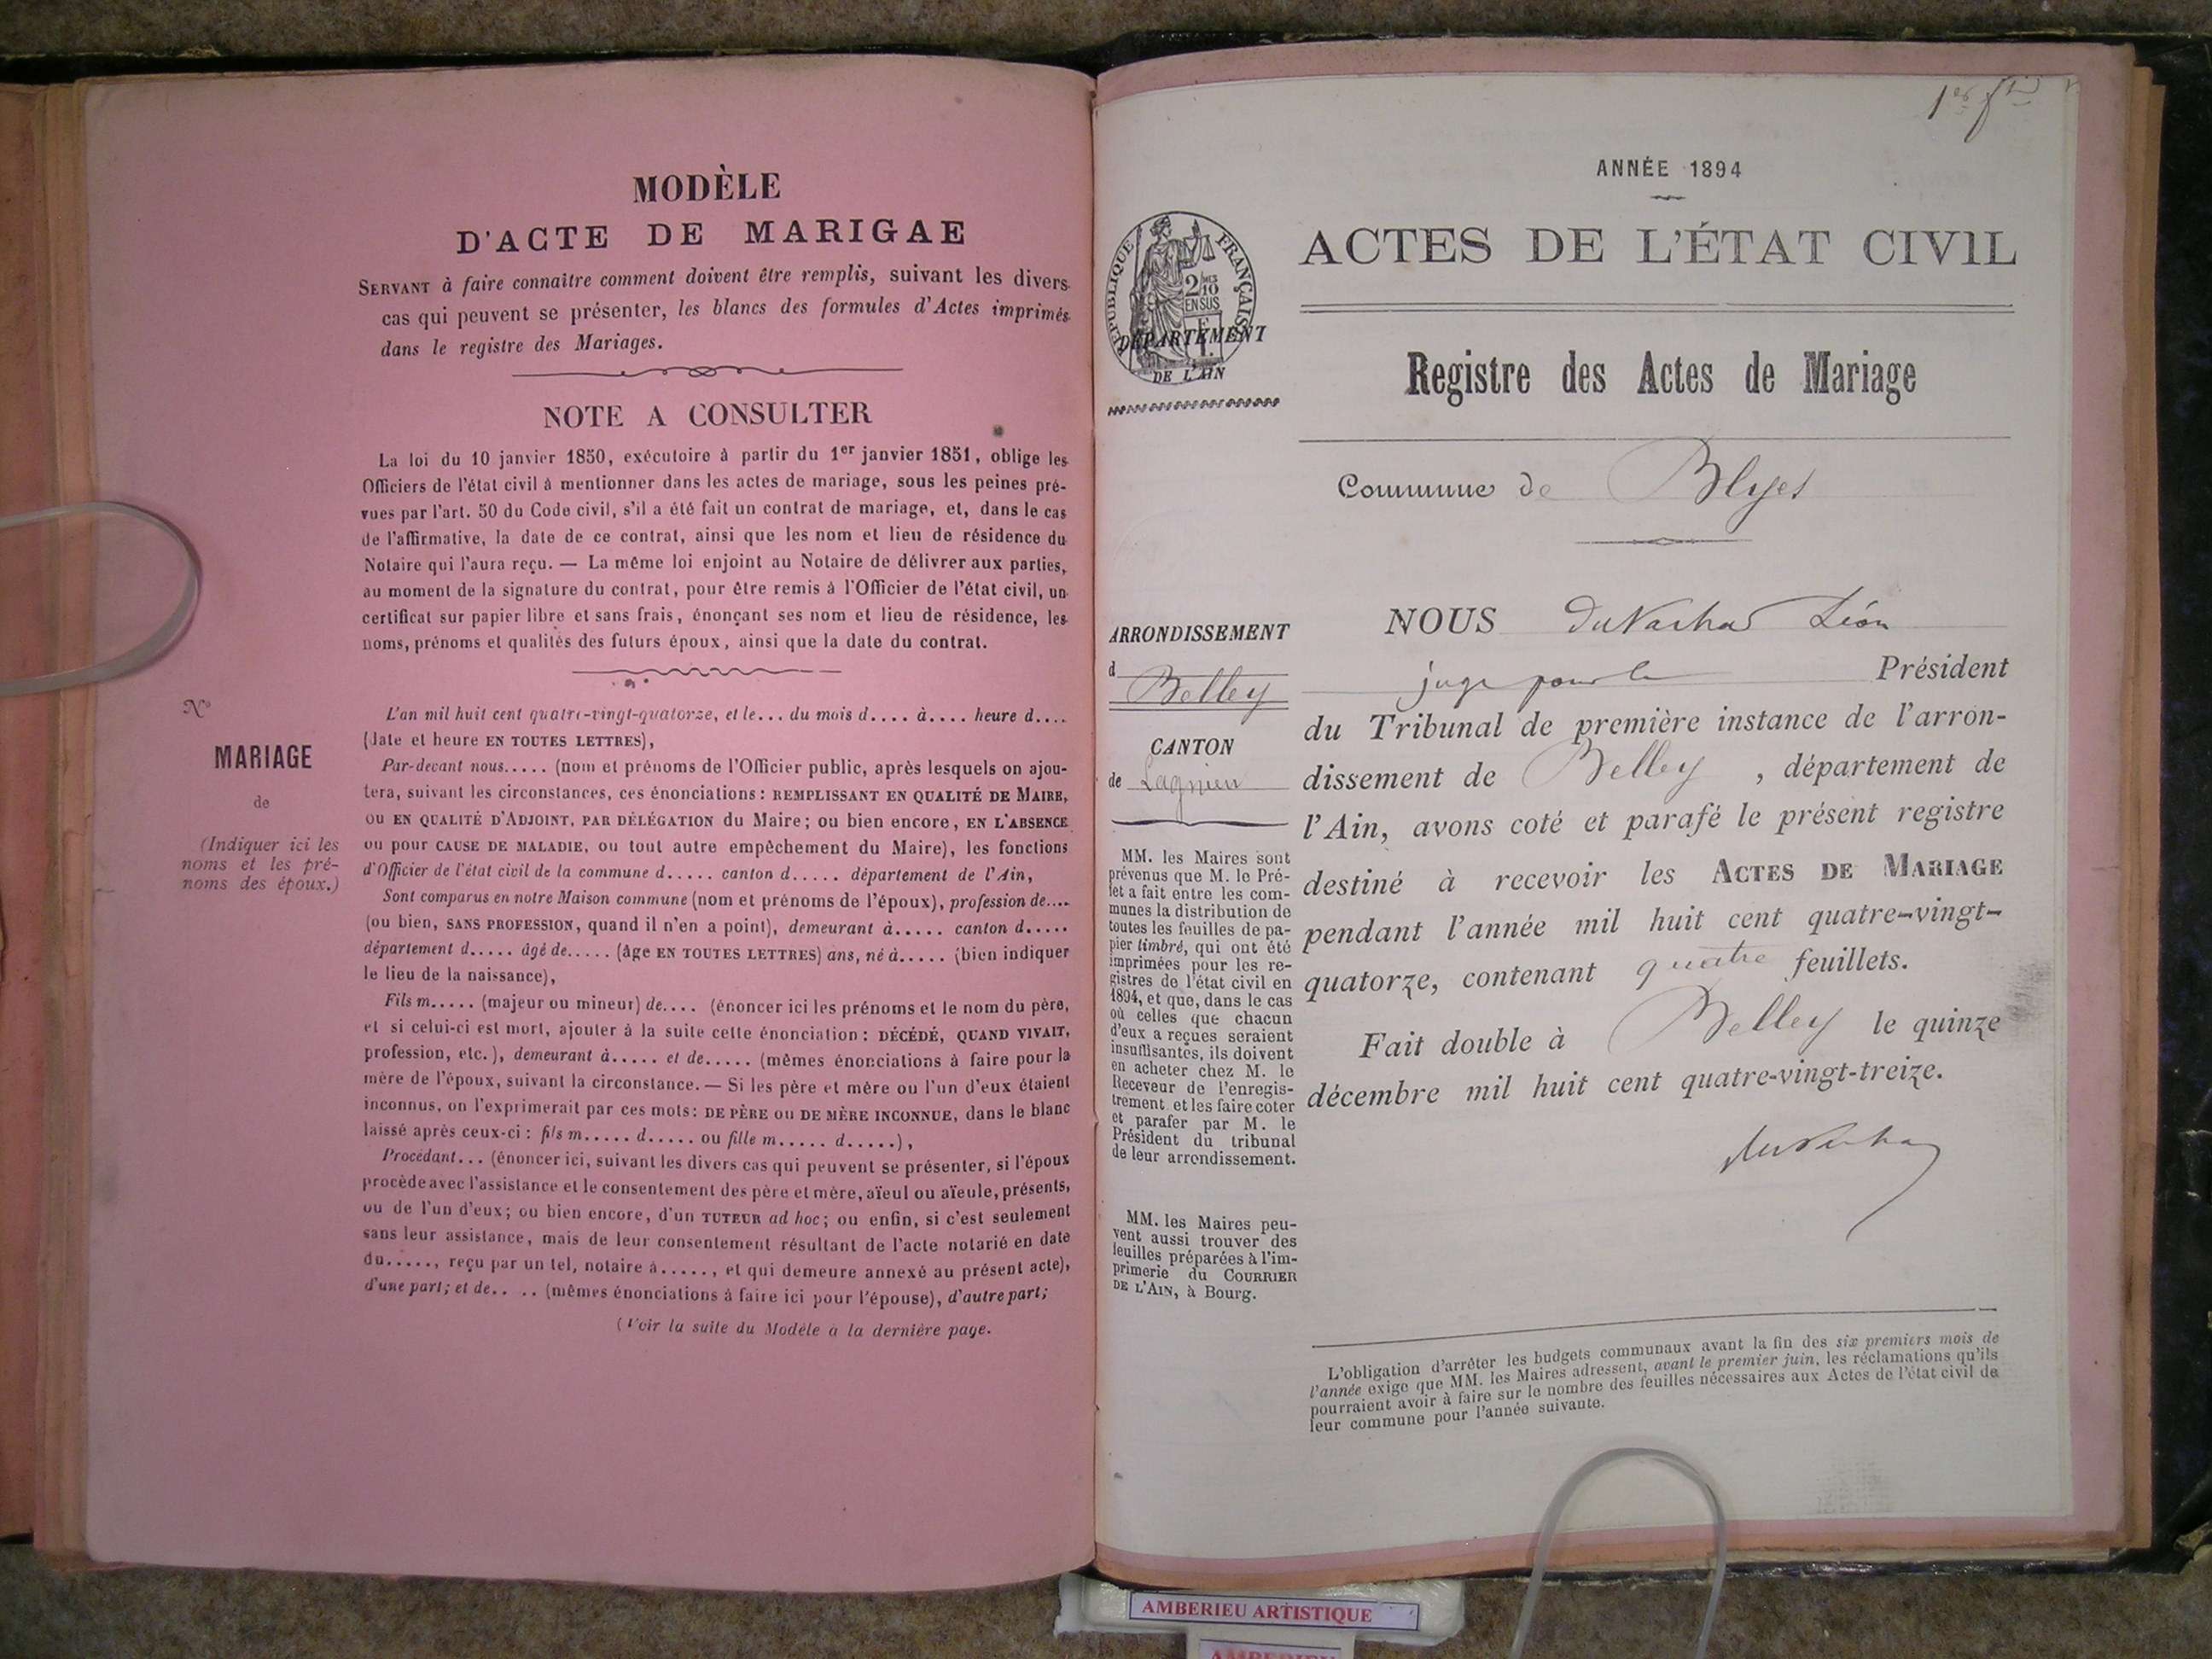 MODÈLE
D'ACTE DE MARIGAE
SERVANT à faire connaître comment doivent être remplis, suivant les divers
cas qui peuvent se présenter, les blancs des formules d'Actes imprimés
dans le registre des Mariages.
NOTE A CONSULTER
La loi du 10 janvier 1850, exécutoire à partir du 1er janvier 1851, oblige les
Officiers de l'état civil à mentionner dans les actes de mariage, sous les peines pré-
vues par l'art. 50 du Code civil, s'il a été fait un contrat de mariage, et, dans le cas
de l'affirmative, la date de ce contrat, ainsi que les nom et lieu de résidence du
Notaire qui l'aura reçu. — La même loi enjoint au Notaire de délivrer aux parties,
au moment de la signature du contrat, pour être remis à l'Officier de l'état civil, un
certificat sur papier libre et sans frais, énonçant ses nom et lieu de résidence, les
noms, prénoms et qualités des futurs époux, ainsi que la date du contrat.
N°
MARIAGE
de
(Indiquer ici les
noms et les pré-
noms des époux.)
L'an mil huit cent quatre-vingt-quatorze, et le... du mois d.... à.... heure d....
(date et heure EN TOUTES LETTRES),
Par-devant nous..... (nom et prénoms de l'Officier public, après lesquels on ajou-
tera, suivant les circonstances, ces énonciations : REMPLISSANT EN QUALITÉ DE MAIRE,
OU EN QUALITÉ D'ADJOINT, PAR DÉLÉGATION du Maire; ou bien encore, EN L'ABSENCE
ou pour CAUSE DE MALADIE, ou tout autre empêchement du Maire), les fonctions
d'Officier de l'état civil de la commune d..... canton d..... département de l'Ain,
Sont comparus en notre Maison commune (nom et prénoms de l'époux), profession de....
(ou bien, SANS PROFESSION, quand il n'en a point), demeurant à..... canton d.....
département d..... âgé de..... (âge EN TOUTES LETTRES) ans, né à..... (bien indiquer
le lieu de la naissance),
Fils m..... (majeur ou mineur) de.... (énoncer ici les prénoms et le nom du père,
et si celui-ci est mort, ajouter à la suite cette énonciation : DÉCÉDÉ, QUAND VIVAIT,
profession, etc.), demeurant à..... et de..... (mêmes énonciations à faire pour la
mère de l'époux, suivant la circonstance. — Si les père et mère ou l'un d'eux étaient
inconnus, on l'exprimerait par ces mots : DE PÈRE OU DE MÈRE INCONNUE, dans le blanc
laissé après ceux-ci : fils m..... d..... ou fille m..... d.....),
Procédant... (énoncer ici, suivant les divers cas qui peuvent se présenter, si l'époux
procède avec l'assistance et le consentement des père et mère, aïeul ou aïeule, présents,
ou de l'un d'eux; ou bien encore, d'un TUTEUR ad hoc; ou enfin, si c'est seulement
sans leur assistance, mais de leur consentement résultant de l'acte notarié en date
du....., reçu par un tel, notaire à....., et qui demeure annexé au présent acte),
d'une part; et de.. .. (mêmes énonciations à faire ici pour l'épouse), d'autre part;
(Voir la suite du Modèle à la dernière page.
1er
ANNÉE 1894
ACTES DE L'ÉTAT CIVIL
RÉPUBLIQUE FRANÇAISE
2/10
EN SUS
DÉPARTEMENT
DE L'AIN
Registre des Actes de Mariage
Commune de Blyes
ARRONDISSEMENT
d
Belley
CANTON
de Lagnieu
MM. les Maires sont
prévenus que M. le Pré-
fet a fait entre les com-
munes la distribution de
toutes les feuilles de pa-
pier timbré, qui ont été
imprimées pour les re-
gistres de l'état civil en
1894, et que, dans le cas
où celles que chacun
d'eux a reçues seraient
insuffisantes, ils doivent
en acheter chez M. le
Receveur de l'enregis-
trement et les faire coter
et parafer par M. le
Président du tribunal
de leur arrondissement.
MM. les Maires peu-
vent aussi trouver des
feuilles préparées à l'im-
primerie du COURRIER
DE L'AIN, à Bourg.
NOUS Léon
juge pour le Président
du Tribunal de première instance de l'arron-
dissement de Belley, département de
l'Ain, avons coté et parafé le présent registre
destiné à recevoir les ACTES DE MARIAGE
pendant l'année mil huit cent quatre-vingt-
quatorze, contenant quatre feuillets.
Fait double à Belley le quinze
décembre mil huit cent quatre-vingt-treize.
L'obligation d'arrêter les budgets communaux avant la fin des six premiers mois de
l'année exige que MM. les Maires adressent, avant le premier juin, les réclamations qu'ils
pourraient avoir à faire sur le nombre des feuilles nécessaires aux Actes de l'état civil de
leur commune pour l'année suivante.
AMBERIEU ARTISTIQUE
AMBERIEU